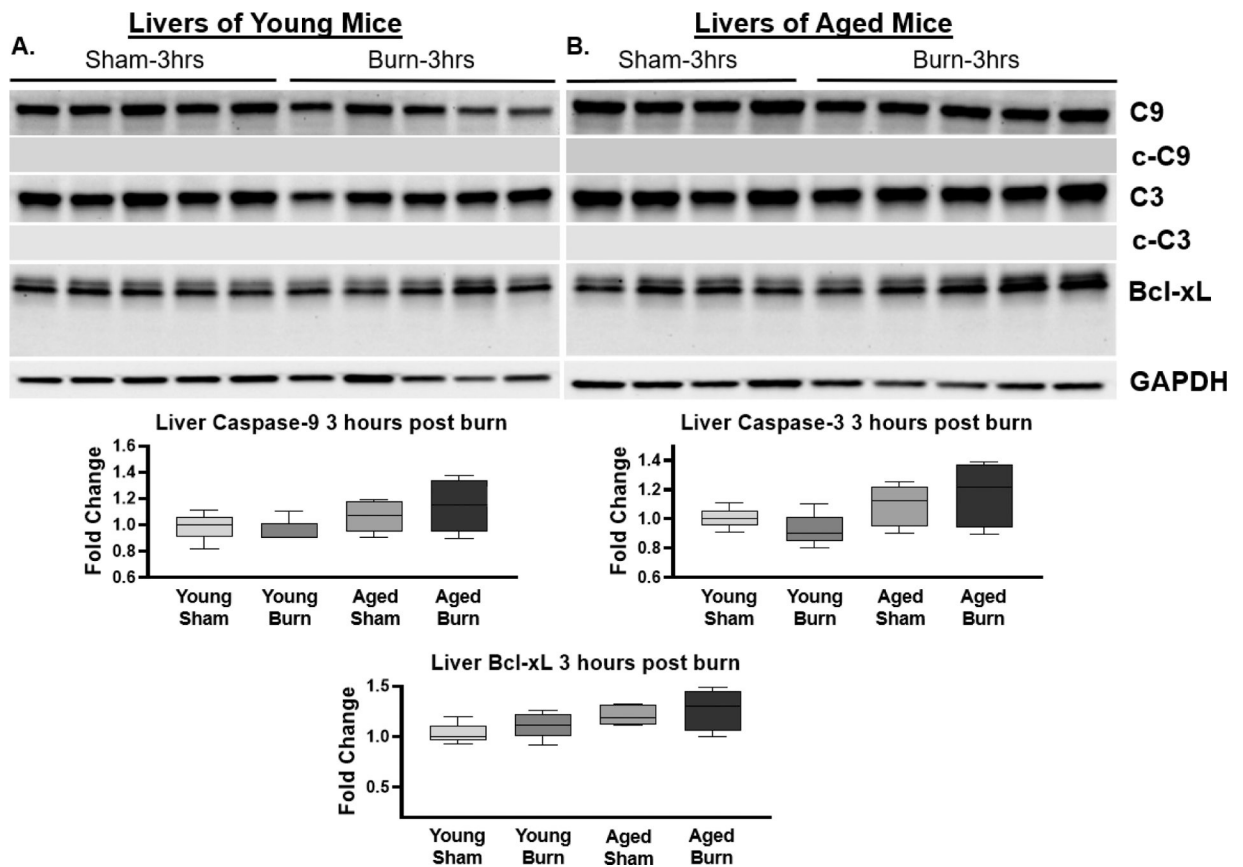 Livers of Young Mice
Livers of Aged Mice
A.
B.
Sham-3hrs
Burn-3hrs
Sham-3hrs
Burn-3hrs
C9
c-C9
C3
c-C3
Bcl-xL
GAPDH
Liver Caspase-9 3 hours post burn
Fold Change
1.6
1.4
1.2
1.0
0.8
0.6
Young Sham
Young Burn
Aged Sham
Aged Burn
Liver Caspase-3 3 hours post burn
Fold Change
1.4
1.2
1.0
0.8
0.6
Young Sham
Young Burn
Aged Sham
Aged Burn
Liver Bcl-xL 3 hours post burn
Fold Change
1.5
1.0
0.5
Young Sham
Young Burn
Aged Sham
Aged Burn